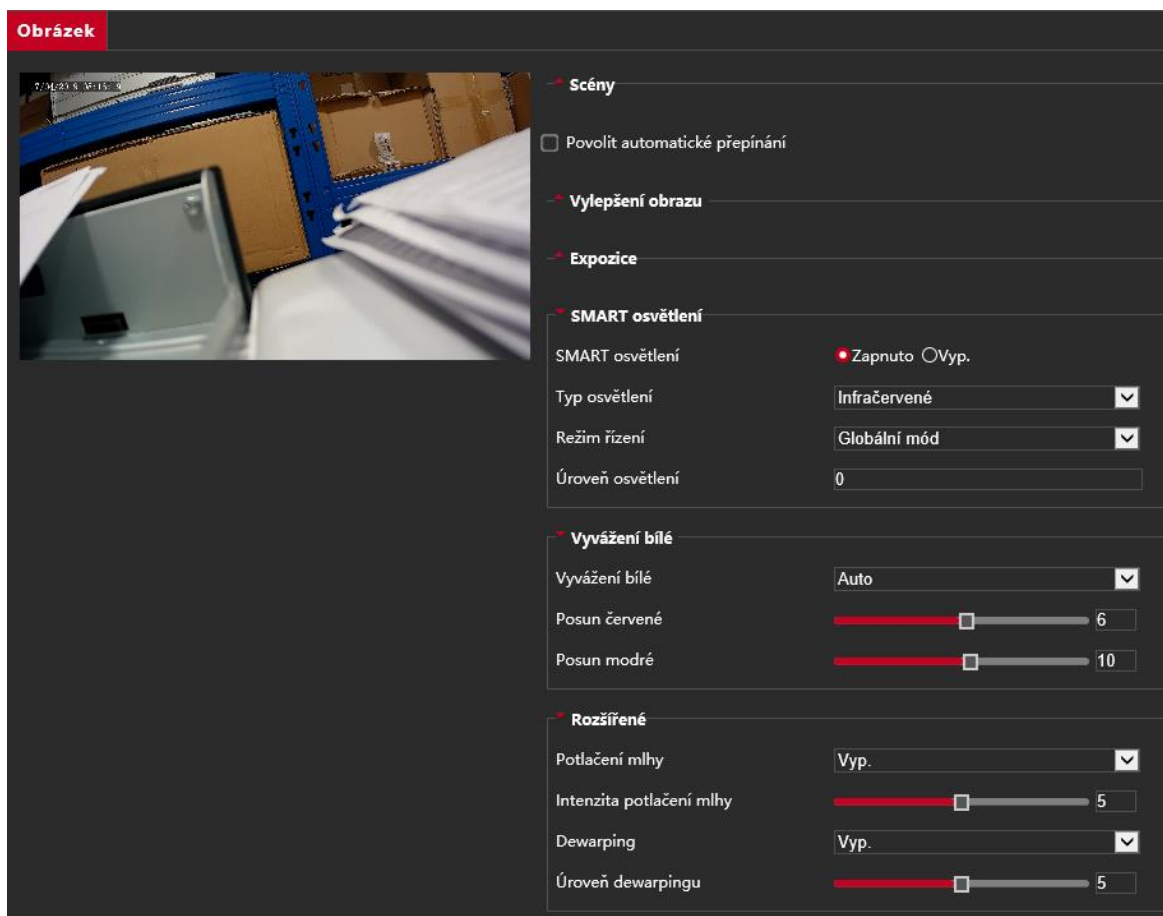 Obrázek
Scény
Povolit automatické přepínání
Vylepšení obrazu
Expozice
SMART osvětlení
SMART osvětlení Zapnuto Vyp.
Typ osvětlení Infračervené
Režim řízení Globální mód
Úroveň osvětlení 0
Vyvážení bílé
Vyvážení bílé Auto
Posun červené 6
Posun modré 10
Rozšířené
Potlačení mlhy Vyp.
Intenzita potlačení mlhy 5
Dewarping Vyp.
Úroveň dewarpingu 5